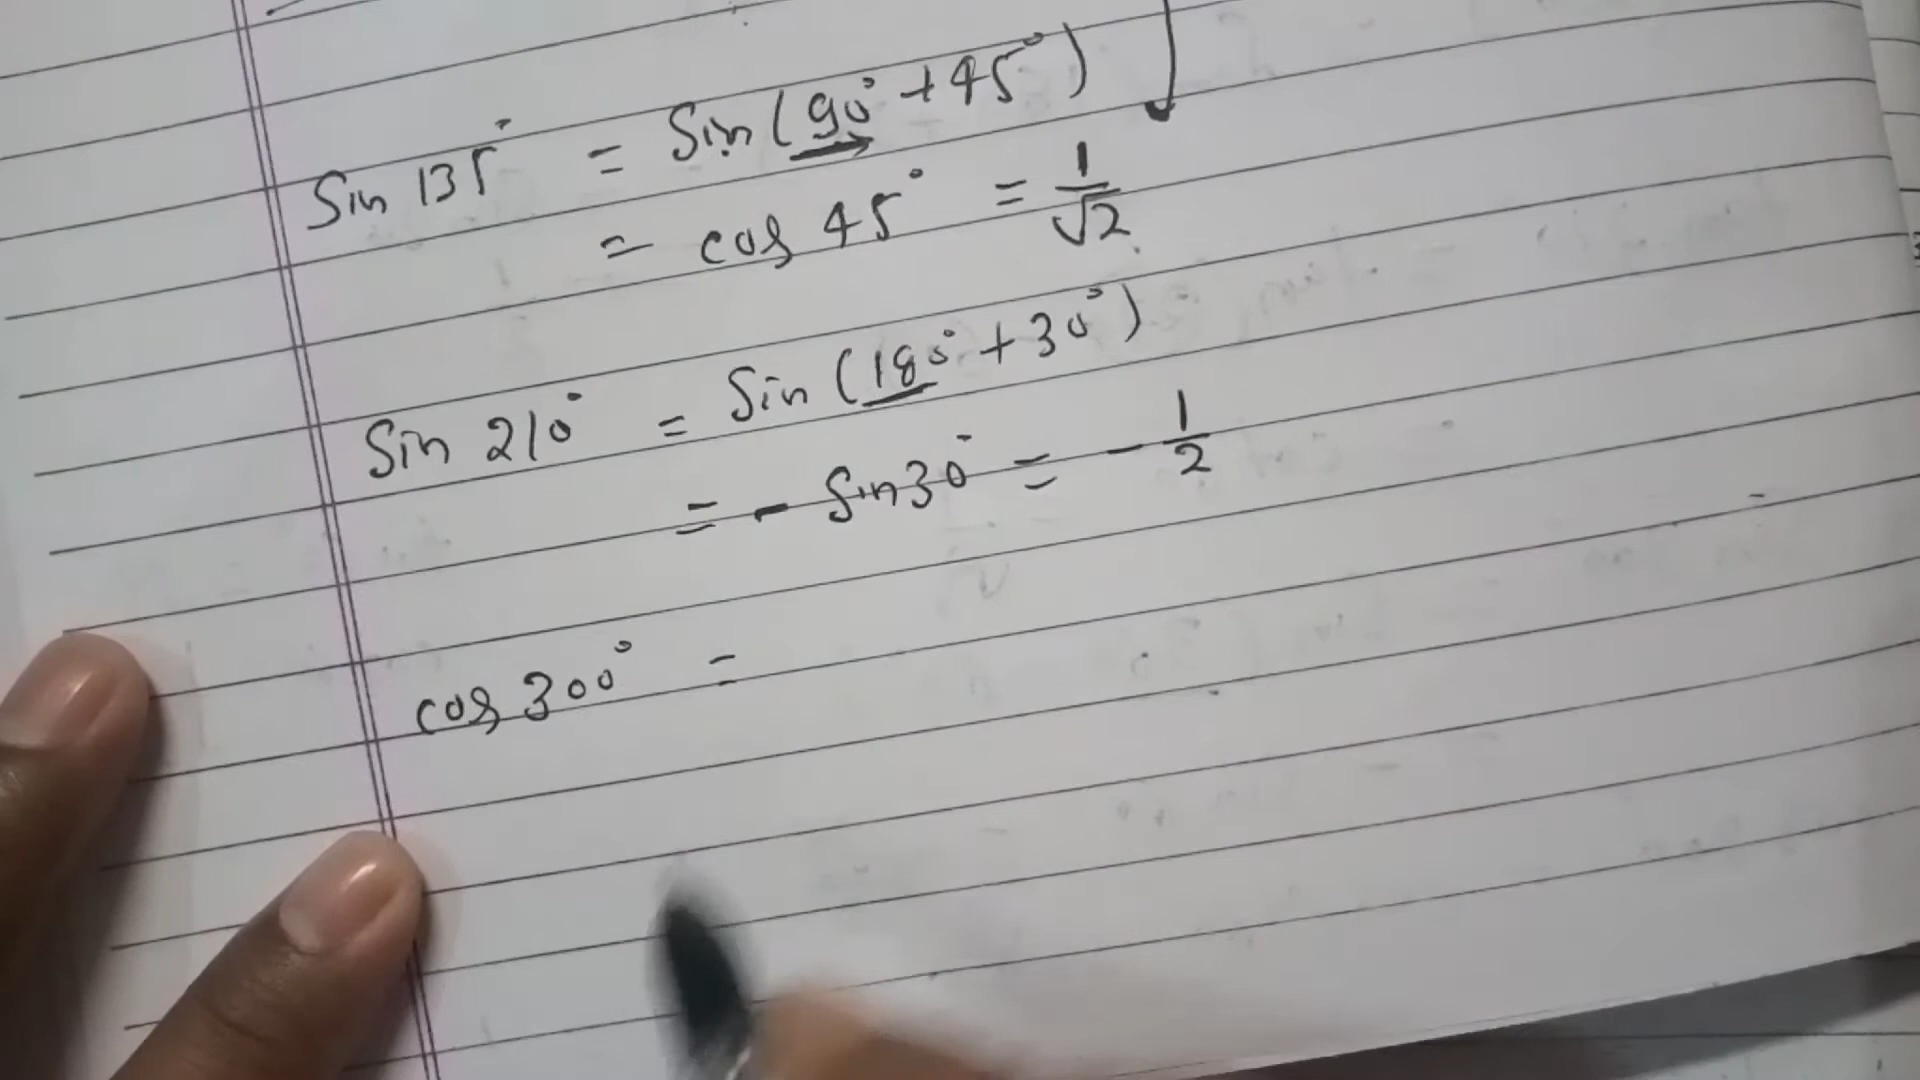 Sin 135° = Sin (90° + 45°)
= cos 45° = 1/√2
Sin 210° = Sin (180° + 30°)
= - Sin 30° = - 1/2
cos 300° =